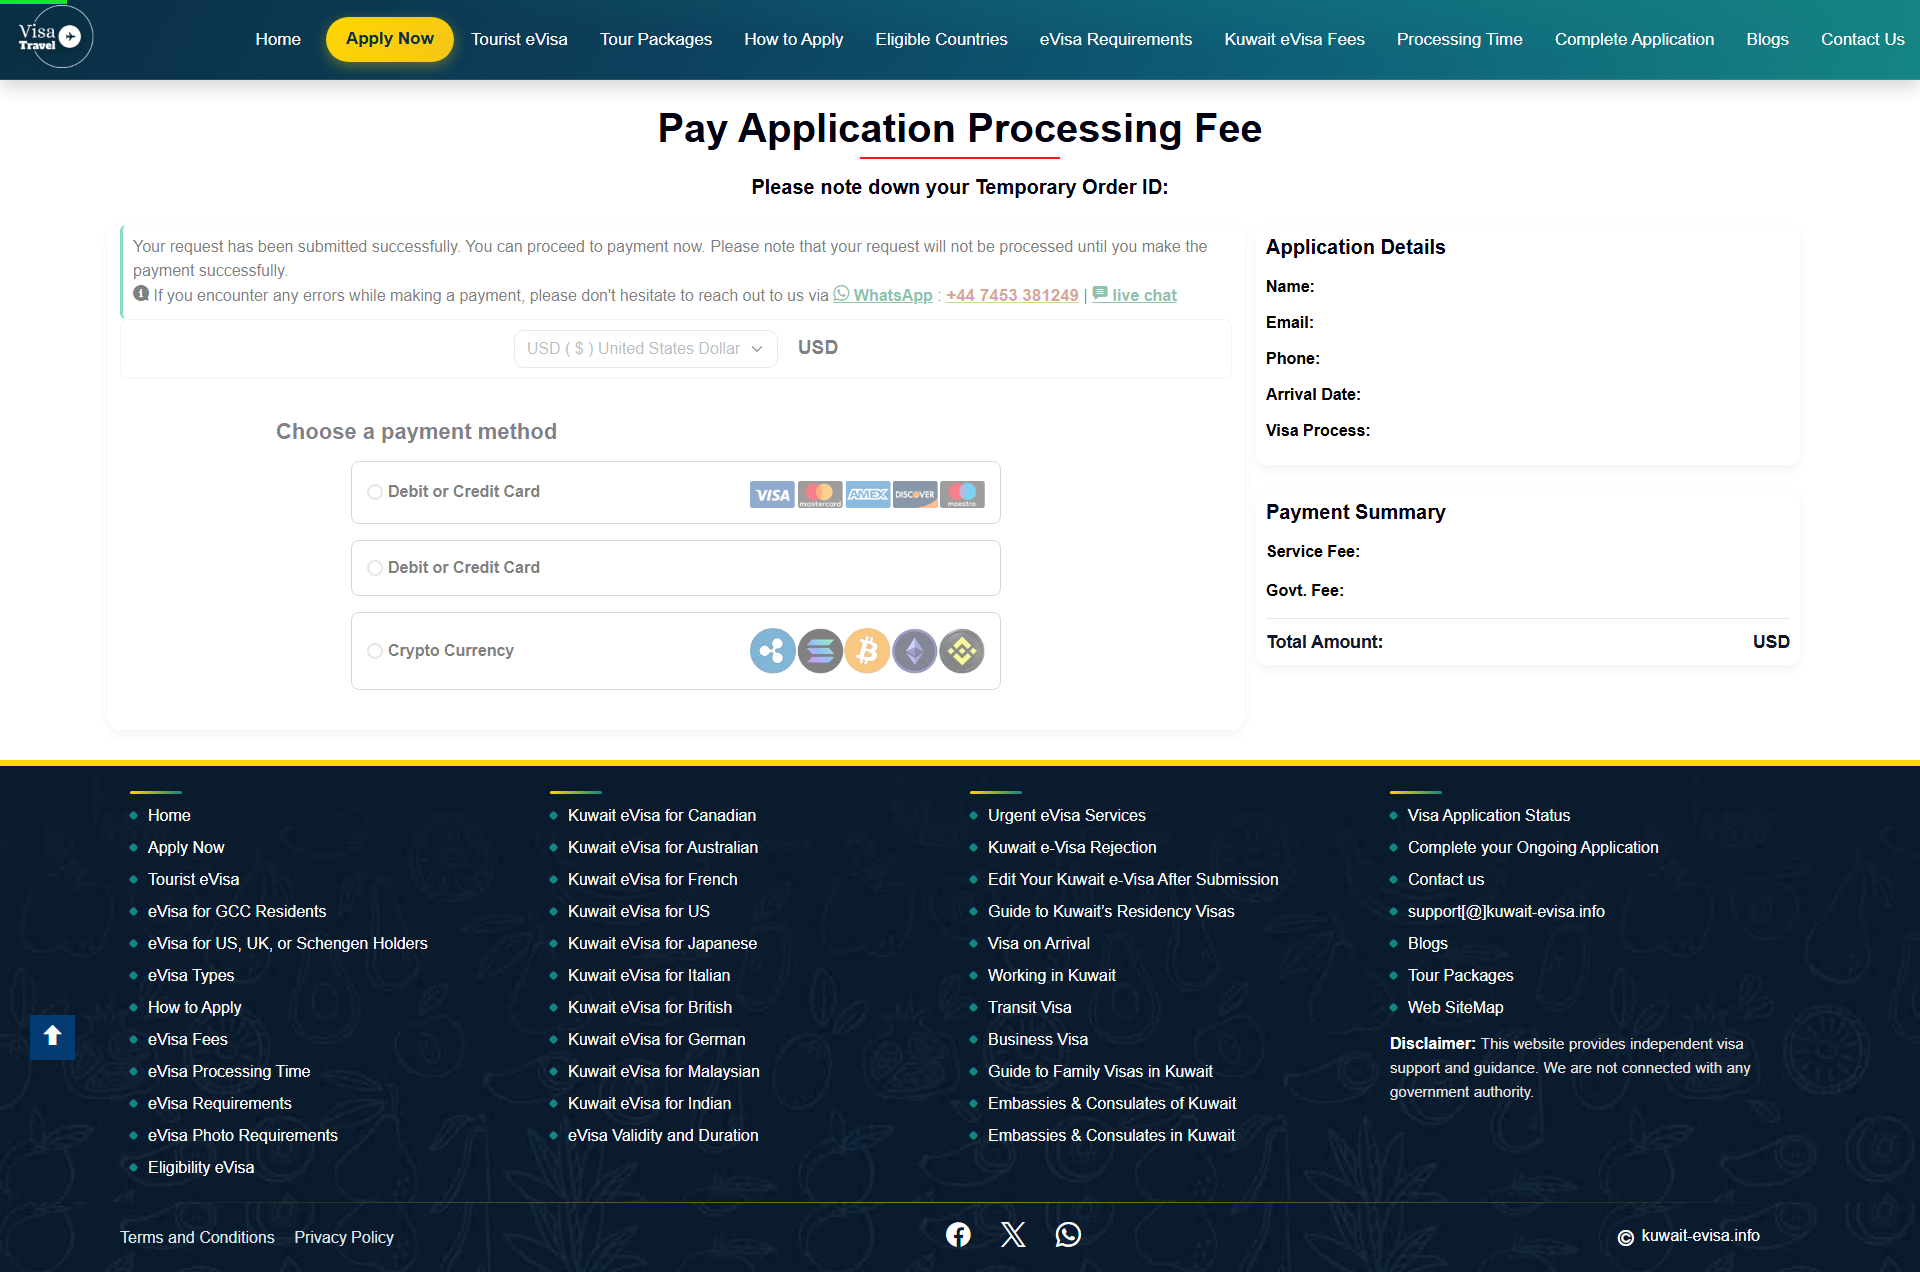 Visa
Travel
Home
Apply Now
Tourist eVisa
Tour Packages
How to Apply
Eligible Countries
eVisa Requirements
Kuwait eVisa Fees
Processing Time
Complete Application
Blogs
Contact Us
Pay Application Processing Fee
Please note down your Temporary Order ID:
Your request has been submitted successfully. You can proceed to payment now. Please note that your request will not be processed until you make the
payment successfully.
If you encounter any errors while making a payment, please don't hesitate to reach out to us via WhatsApp : +44 7453 381249 | live chat
USD ( $ ) United States Dollar
USD
Choose a payment method
Debit or Credit Card
VISA
mastercard
AMEX
DISCOVER
maestro
Debit or Credit Card
Crypto Currency
Application Details
Name:
Email:
Phone:
Arrival Date:
Visa Process:
Payment Summary
Service Fee:
Govt. Fee:
Total Amount: USD
Home
Apply Now
Tourist eVisa
eVisa for GCC Residents
eVisa for US, UK, or Schengen Holders
eVisa Types
How to Apply
eVisa Fees
eVisa Processing Time
eVisa Requirements
eVisa Photo Requirements
Eligibility eVisa
Kuwait eVisa for Canadian
Kuwait eVisa for Australian
Kuwait eVisa for French
Kuwait eVisa for US
Kuwait eVisa for Japanese
Kuwait eVisa for Italian
Kuwait eVisa for British
Kuwait eVisa for German
Kuwait eVisa for Malaysian
Kuwait eVisa for Indian
eVisa Validity and Duration
Urgent eVisa Services
Kuwait e-Visa Rejection
Edit Your Kuwait e-Visa After Submission
Guide to Kuwait’s Residency Visas
Visa on Arrival
Working in Kuwait
Transit Visa
Business Visa
Guide to Family Visas in Kuwait
Embassies & Consulates of Kuwait
Embassies & Consulates in Kuwait
Visa Application Status
Complete your Ongoing Application
Contact us
support[@]kuwait-evisa.info
Blogs
Tour Packages
Web SiteMap
Disclaimer: This website provides independent visa
support and guidance. We are not connected with any
government authority.
Terms and Conditions
Privacy Policy
© kuwait-evisa.info